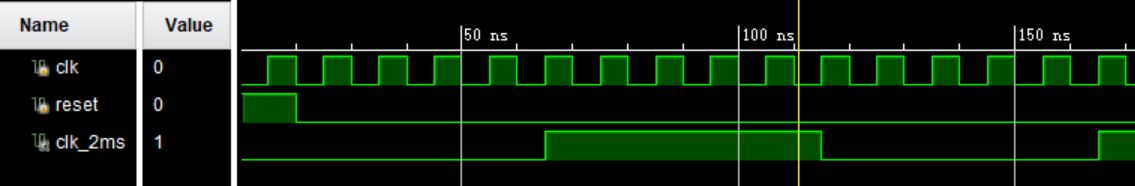 Name Value
50 ns 100 ns 150 ns
clk 0
reset 0
clk_2ms 1